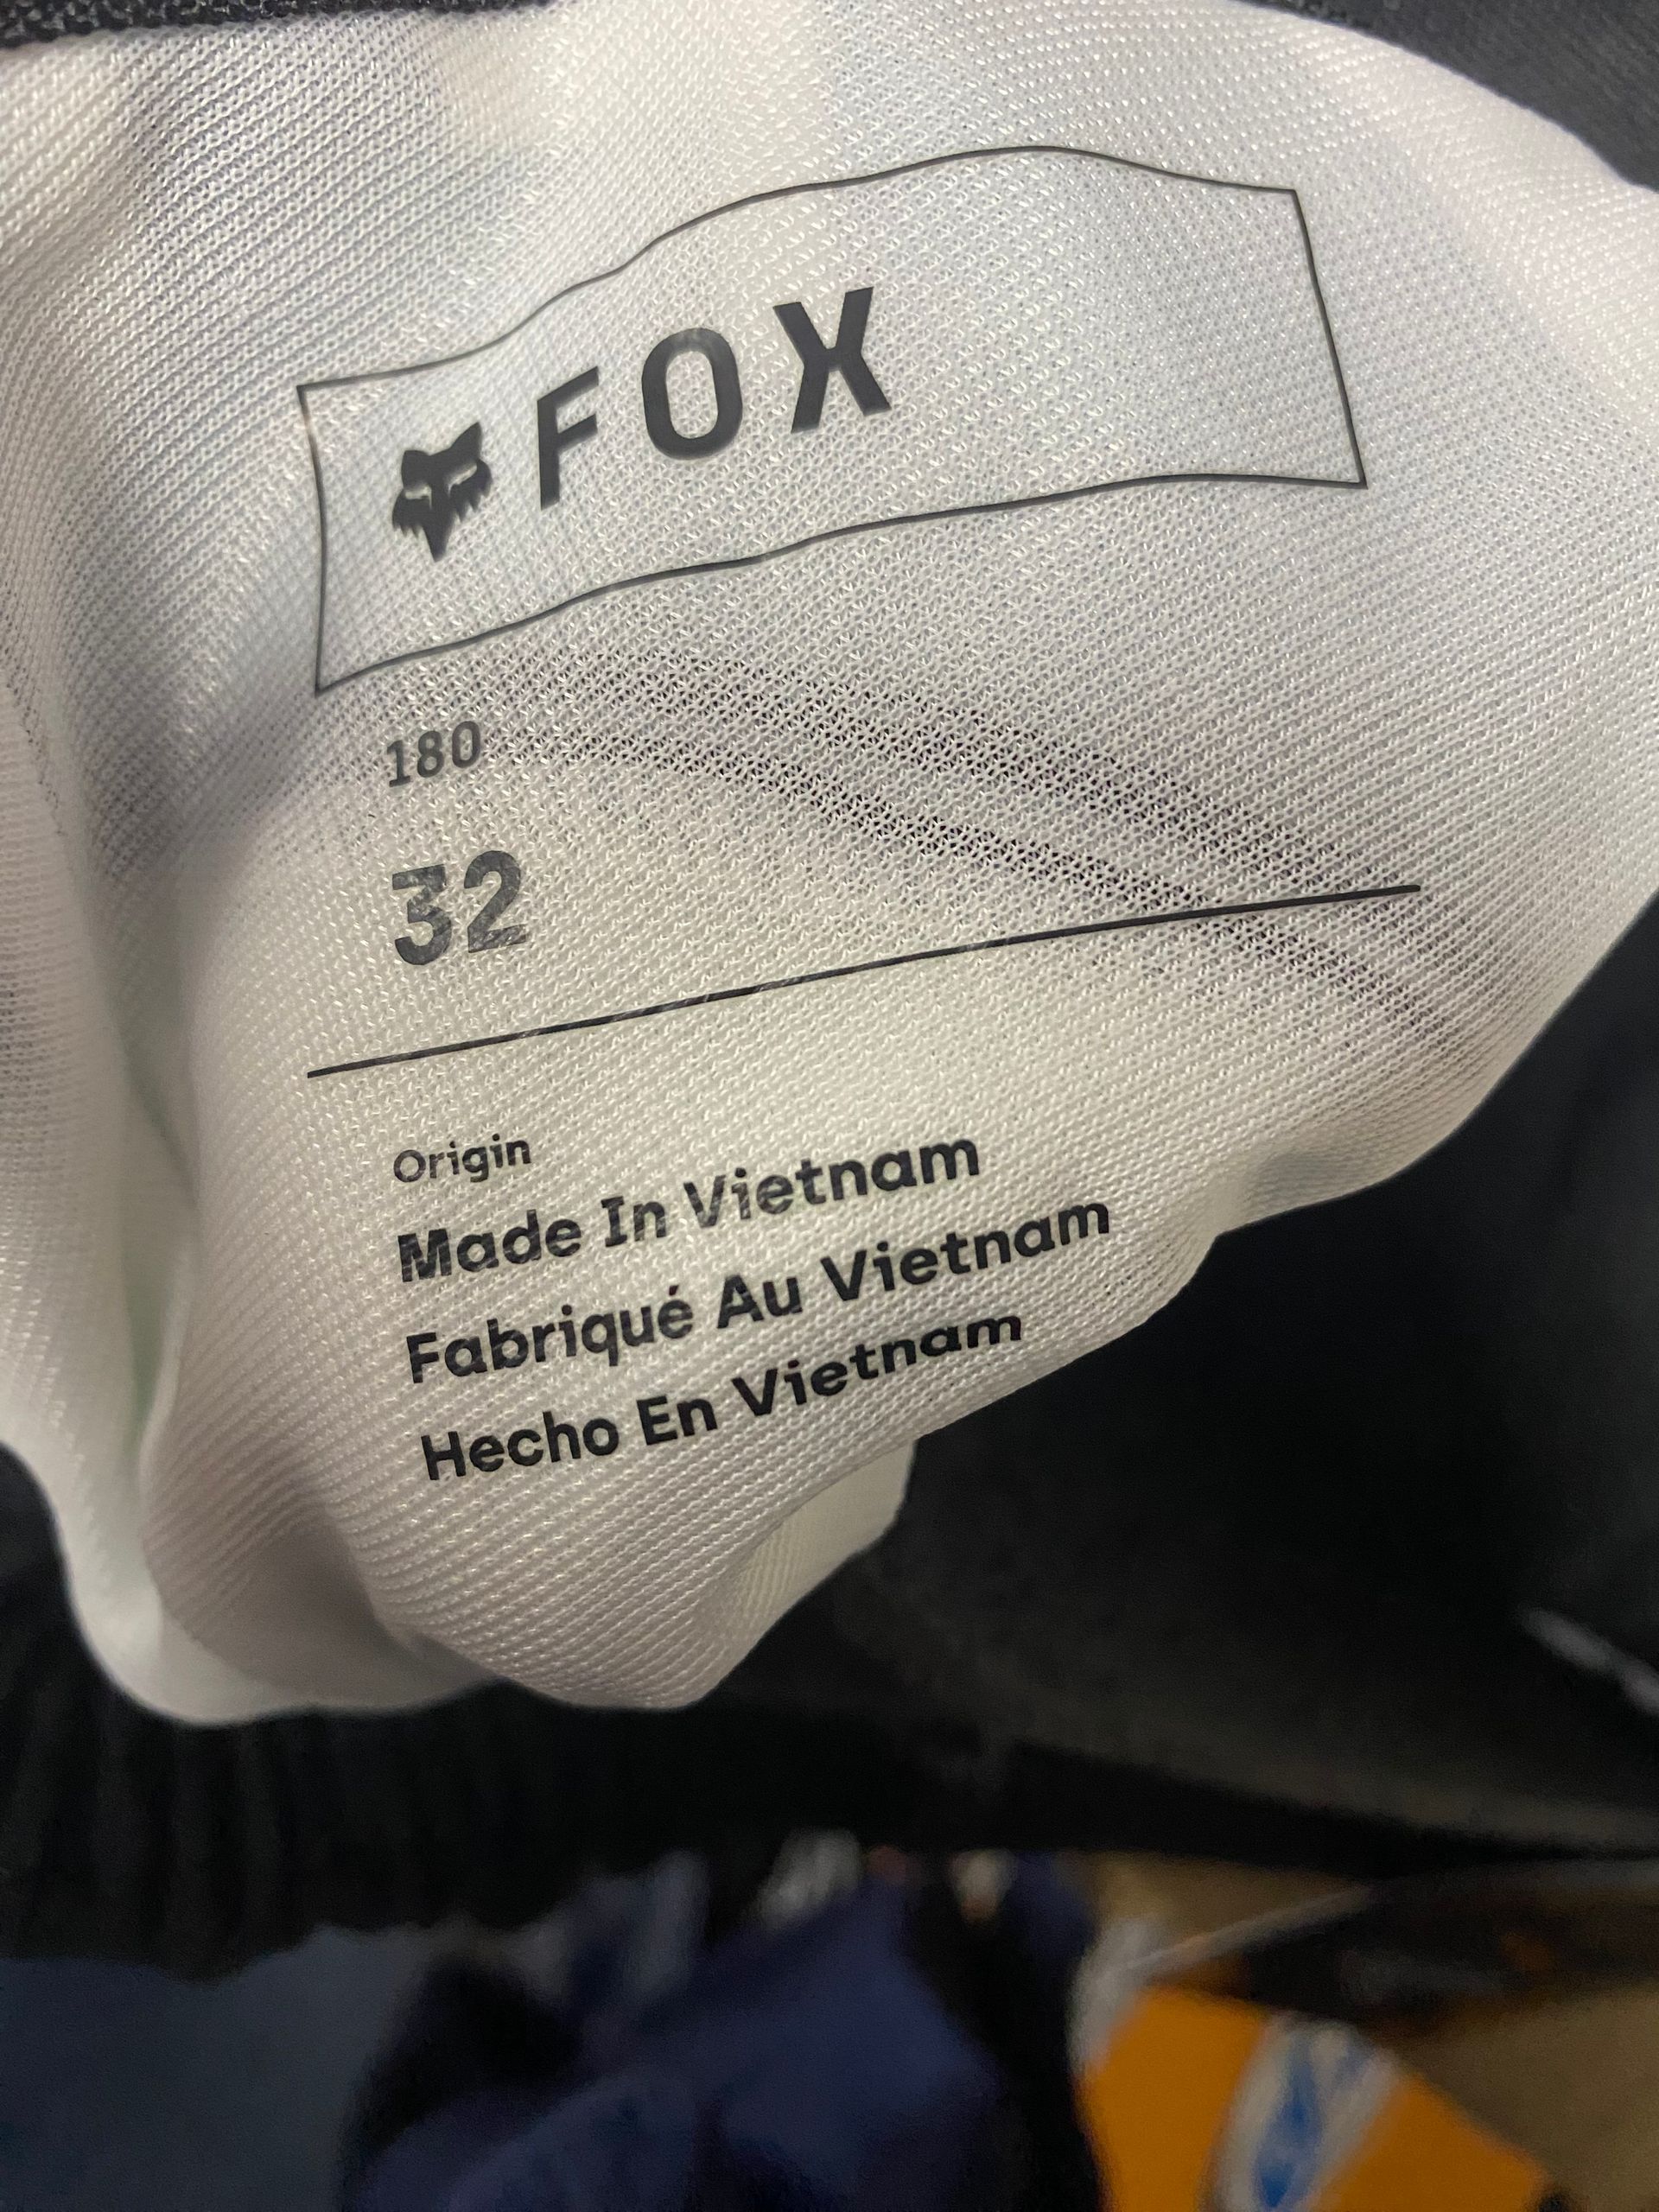 FOX
180
32
Origin
Made In Vietnam
Fabriqué Au Vietnam
Hecho En Vietnam